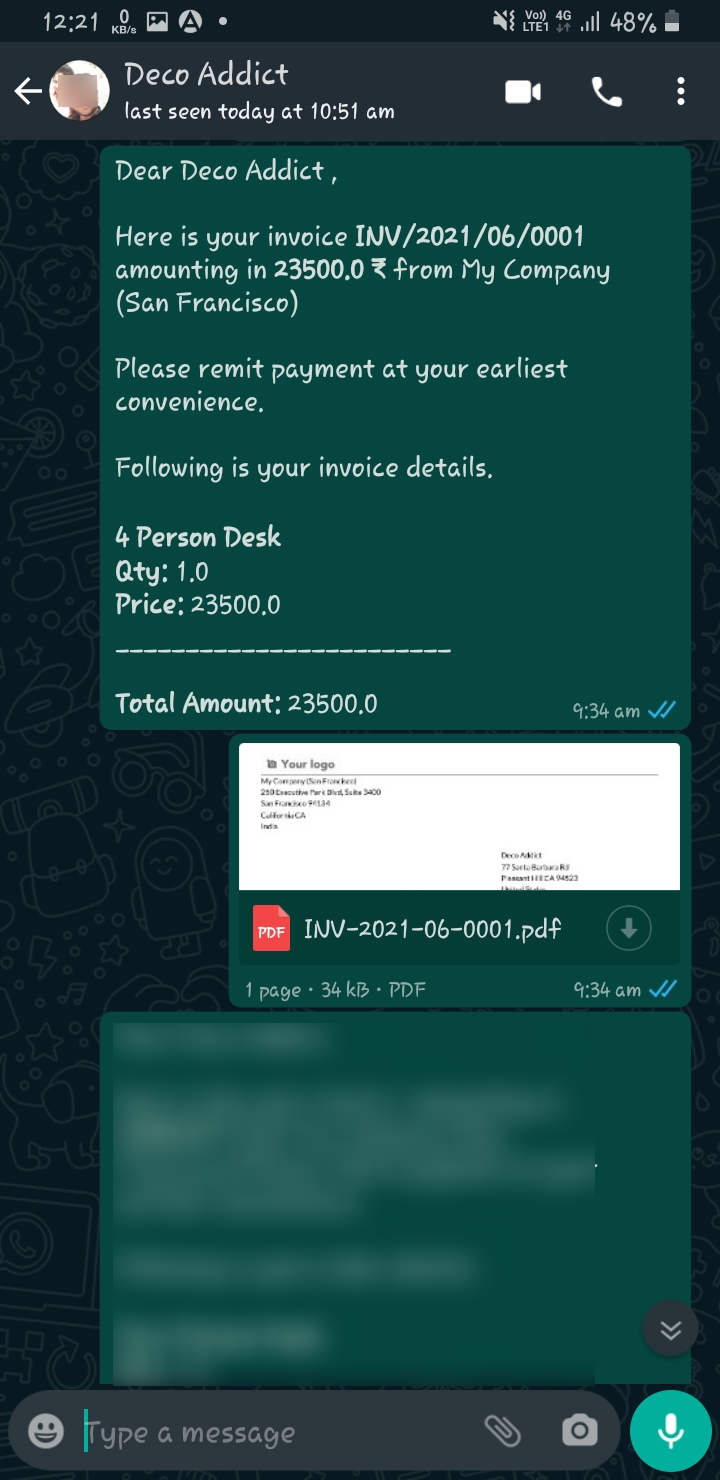 12:21 0 KB/s Vo)) LTE1 4G 48%
Deco Addict
last seen today at 10:51 am
Dear Deco Addict ,
Here is your invoice INV/2021/06/0001
amounting in 23500.0 ₹ from My Company
(San Francisco)
Please remit payment at your earliest
convenience.
Following is your invoice details.
4 Person Desk
Qty: 1.0
Price: 23500.0
------------------------
Total Amount: 23500.0
9:34 am
Your logo
My Company (San Francisco)
250 Executive Park Blvd, Suite 3400
San Francisco 94134
California CA
India
Deco Addict
77 Santa Barbara Rd
Pleasant Hill CA 94523
United States
PDF INV-2021-06-0001.pdf
1 page • 34 kB • PDF 9:34 am
Type a message